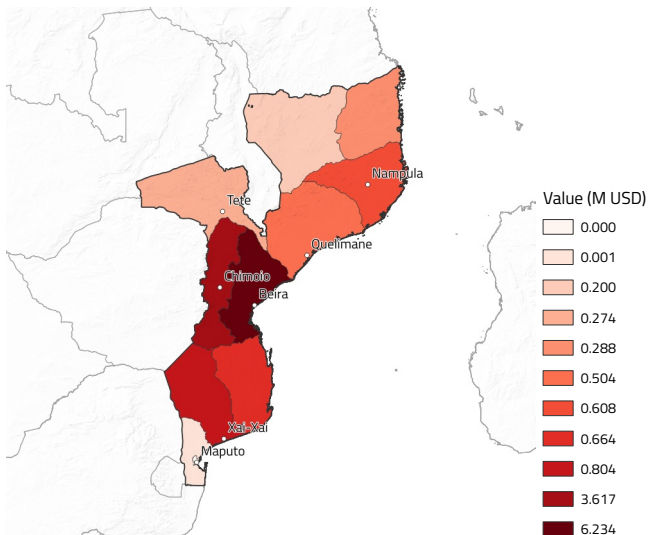 Nampula
Tete
Quelimane
Chimoio
Beira
Xai-Xai
Maputo
Value (M USD)
0.000
0.001
0.200
0.274
0.288
0.504
0.608
0.664
0.804
3.617
6.234